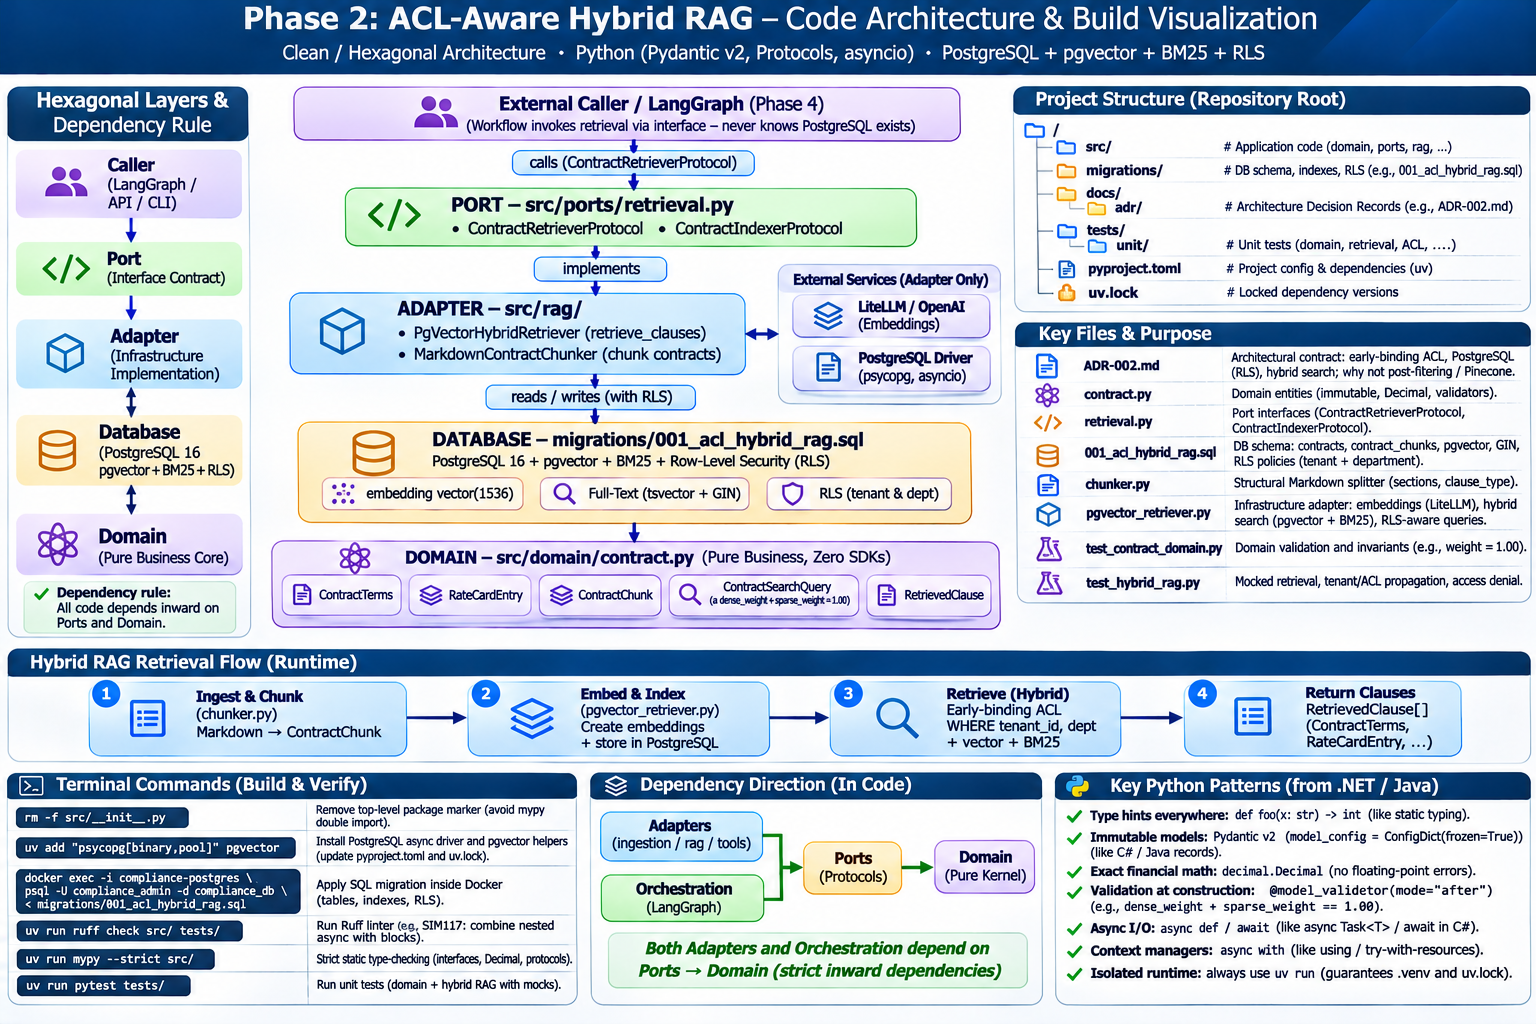 Phase 2: ACL-Aware Hybrid RAG – Code Architecture & Build Visualization
Clean / Hexagonal Architecture • Python (Pydantic v2, Protocols, asyncio) • PostgreSQL + pgvector + BM25 + RLS
Hexagonal Layers &
Dependency Rule
Caller
(LangGraph /
API / CLI)
</>
Port
(Interface Contract)
Adapter
(Infrastructure
Implementation)
Database
(PostgreSQL 16
pgvector+BM25+RLS)
Domain
(Pure Business Core)
Dependency rule:
All code depends inward on
Ports and Domain.
External Caller / LangGraph (Phase 4)
(Workflow invokes retrieval via interface – never knows PostgreSQL exists)
calls (ContractRetrieverProtocol)
</>
PORT – src/ports/retrieval.py
• ContractRetrieverProtocol • ContractIndexerProtocol
implements
ADAPTER – src/rag/
• PgVectorHybridRetriever (retrieve_clauses)
• MarkdownContractChunker (chunk contracts)
External Services (Adapter Only)
LiteLLM / OpenAI
(Embeddings)
PostgreSQL Driver
(psycopg, asyncio)
reads / writes (with RLS)
DATABASE – migrations/001_acl_hybrid_rag.sql
PostgreSQL 16 + pgvector + BM25 + Row-Level Security (RLS)
embedding vector(1536)
Full-Text (tsvector + GIN)
RLS (tenant & dept)
DOMAIN – src/domain/contract.py (Pure Business, Zero SDKs)
ContractTerms
RateCardEntry
ContractChunk
ContractSearchQuery
(a dense_weight + sparse_weight = 1.00)
RetrievedClause
Project Structure (Repository Root)
/
src/ # Application code (domain, ports, rag, ...)
migrations/ # DB schema, indexes, RLS (e.g., 001_acl_hybrid_rag.sql)
docs/
adr/ # Architecture Decision Records (e.g., ADR-002.md)
tests/
unit/ # Unit tests (domain, retrieval, ACL, ....)
pyproject.toml # Project config & dependencies (uv)
uv.lock # Locked dependency versions
Key Files & Purpose
ADR-002.md
Architectural contract: early-binding ACL, PostgreSQL
(RLS), hybrid search; why not post-fitering / Pinecone.
contract.py
Domain entities (immutable, Decimal, validators).
</>
retrieval.py
Port interfaces (ContractRetrieverProtocol,
ContractIndexerProtocol).
001_acl_hybrid_rag.sql
DB schema: contracts, contract_chunks, pgvector, GIN,
RLS policies (tenant + department).
chunker.py
Structural Markdown splitter (sections, clause_type).
pgvector_retriever.py
Infrastructure adapter: embeddings (LiteLLM), hybrid
search (pgvector + BM25), RLS-aware queries.
test_contract_domain.py
Domain validation and invariants (e.g., weight = 1.00).
test_hybrid_rag.py
Mocked retrieval, tenant/ACL propagation, access denial.
Hybrid RAG Retrieval Flow (Runtime)
1
Ingest & Chunk
(chunker.py)
Markdown → ContractChunk
2
Embed & Index
(pgvector_retriever.py)
Create embeddings
+ store in PostgreSQL
3
Retrieve (Hybrid)
Early-binding ACL
WHERE tenant_id, dept
+ vector + BM25
4
Return Clauses
RetrievedClause[]
(ContractTerms,
RateCardEntry, ...)
Terminal Commands (Build & Verify)
rm -f src/__init__.py
Remove top-level package marker (avoid mypy
double import).
uv add "psycopg[binary,pool]" pgvector
Install PostgreSQL async driver and pgvector helpers
(update pyproject.toml and uv.lock).
docker exec -i compliance-postgres \
psql -U compliance_admin -d compliance_db \
< migrations/001_acl_hybrid_rag.sql
Apply SQL migration inside Docker
(tables, indexes, RLS).
uv run ruff check src/ tests/
Run Ruff linter (e.g., SIM117: combine nested
async with blocks).
uv run mypy --strict src/
Strict static type-checking (interfaces, Decimal, protocols).
uv run pytest tests/
Run unit tests (domain + hybrid RAG with mocks).
Dependency Direction (In Code)
Adapters
(ingestion / rag / tools)
Orchestration
(LangGraph)
Ports
(Protocols)
Domain
(Pure Kernel)
Both Adapters and Orchestration depend on
Ports → Domain (strict inward dependencies)
Key Python Patterns (from .NET / Java)
Type hints everywhere: def foo(x: str) -> int (like static typing).
Immutable models: Pydantic v2 (model_config = ConfigDict(frozen=True))
(like C# / Java records).
Exact financial math: decimal.Decimal (no floating-point errors).
Validation at construction: @model_validetor(mode="after")
(e.g., dense_weight + sparse_weight == 1.00).
Async I/O: async def / await (like async Task<T> / await in C#).
Context managers: async with (like using / try-with-resources).
Isolated runtime: always use uv run (guarantees .venv and uv.lock).